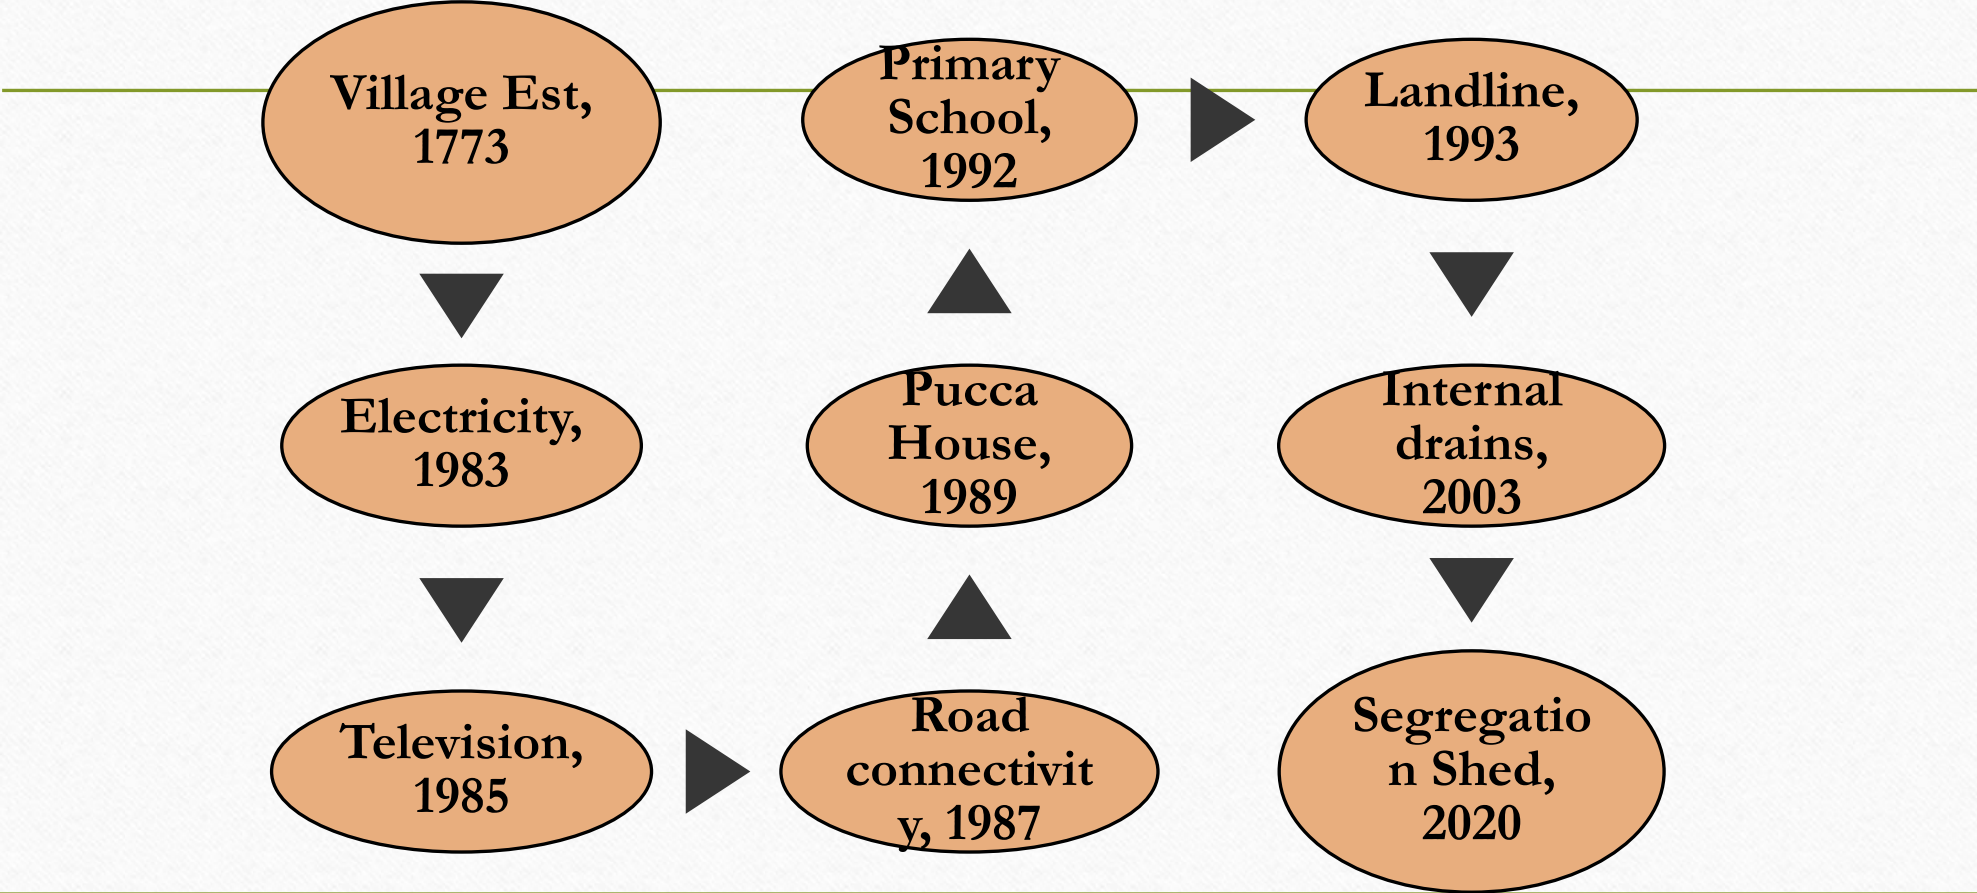 Village Est,
1773
Electricity,
1983
Television,
1985
Road
connectivit
y, 1987
Pucca
House,
1989
Primary
School,
1992
Landline,
1993
Internal
drains,
2003
Segregatio
n Shed,
2020